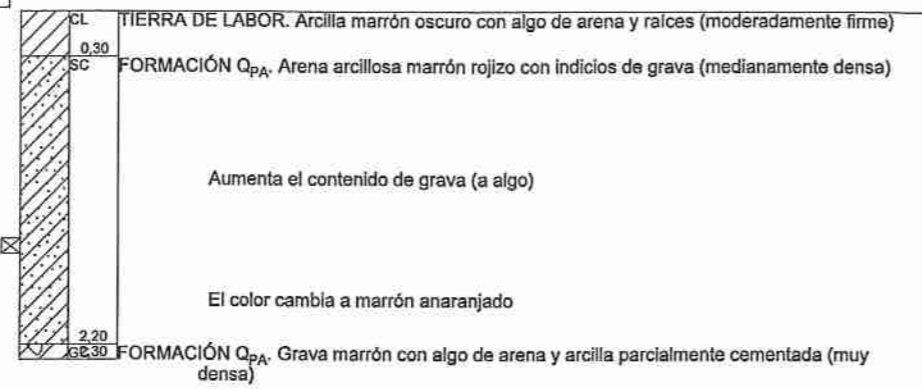 CL TIERRA DE LABOR. Arcilla marrón oscuro con algo de arena y raíces (moderadamente firme)
0,30
SC FORMACIÓN QPA. Arena arcillosa marrón rojizo con indicios de grava (medianamente densa)
Aumenta el contenido de grava (a algo)
El color cambia a marrón anaranjado
2,20
2,30 FORMACIÓN QPA. Grava marrón con algo de arena y arcilla parcialmente cementada (muy
densa)